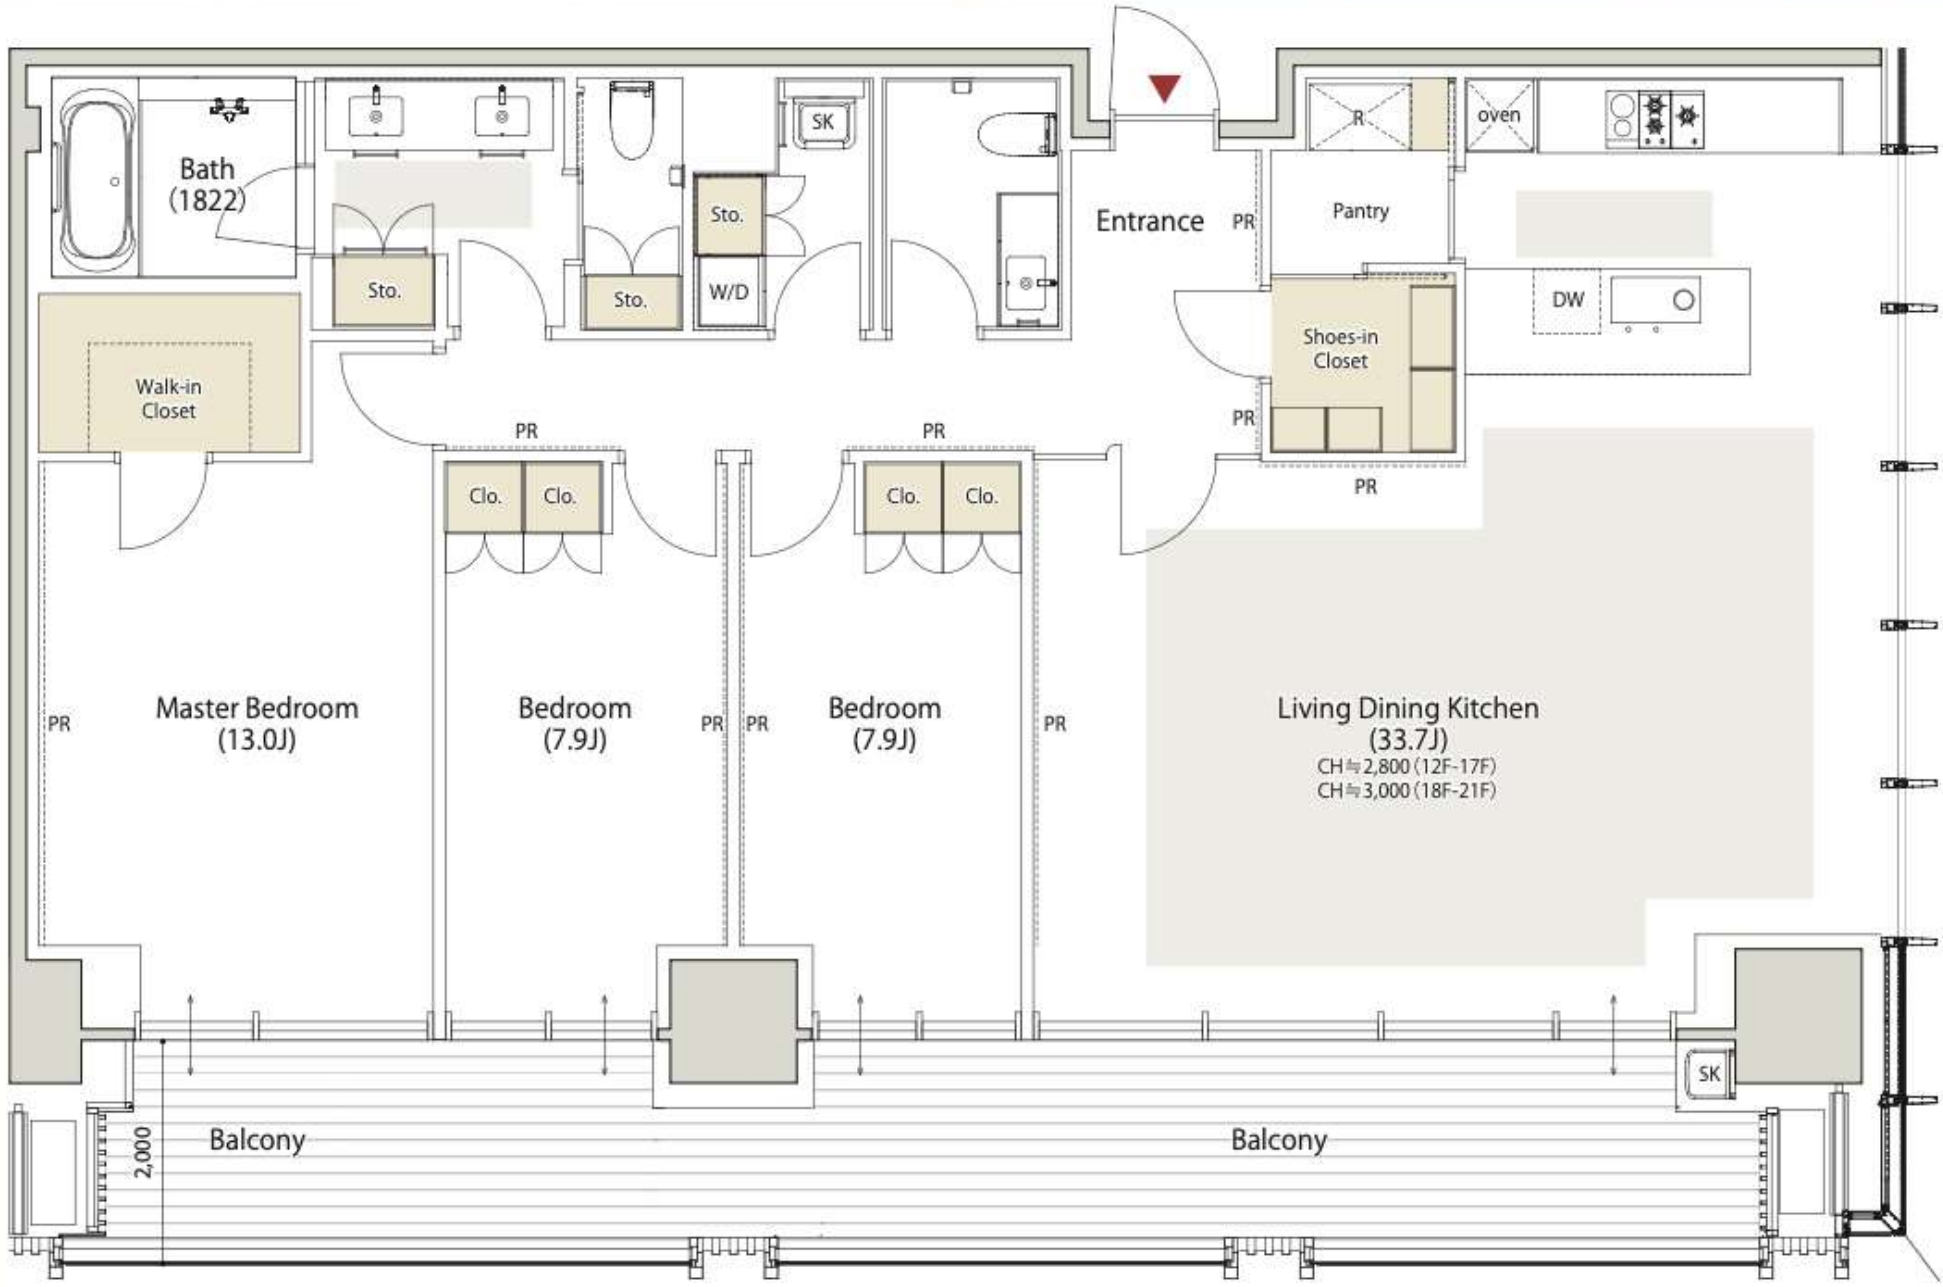 Bath
(1822)
SK
R
oven
Sto.
Entrance
PR
Pantry
Sto.
Sto.
W/D
DW
Shoes-in
Closet
Walk-in
Closet
PR
PR
PR
PR
Clo.
Clo.
Clo.
Clo.
Master Bedroom
(13.0J)
PR
Bedroom
(7.9J)
PR
PR
Bedroom
(7.9J)
PR
Living Dining Kitchen
(33.7J)
CH≒2,800(12F-17F)
CH≒3,000(18F-21F)
SK
2,000
Balcony
Balcony